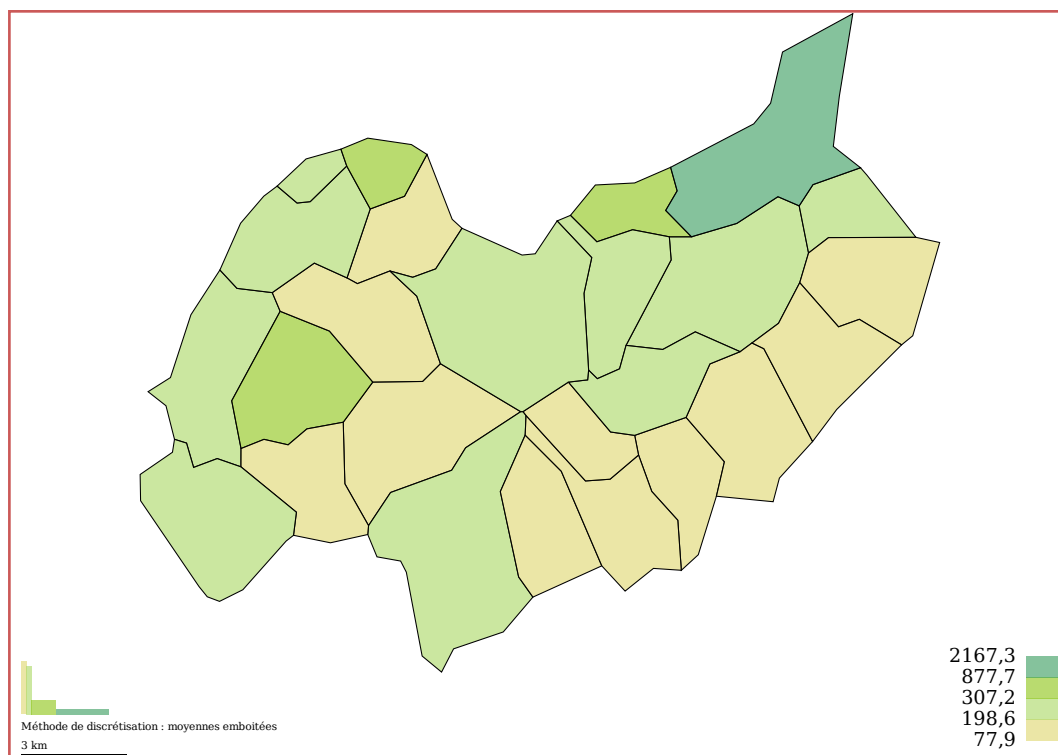 2167,3
877,7
307,2
198,6
77,9
Méthode de discrétisation : moyennes emboitées
3 km